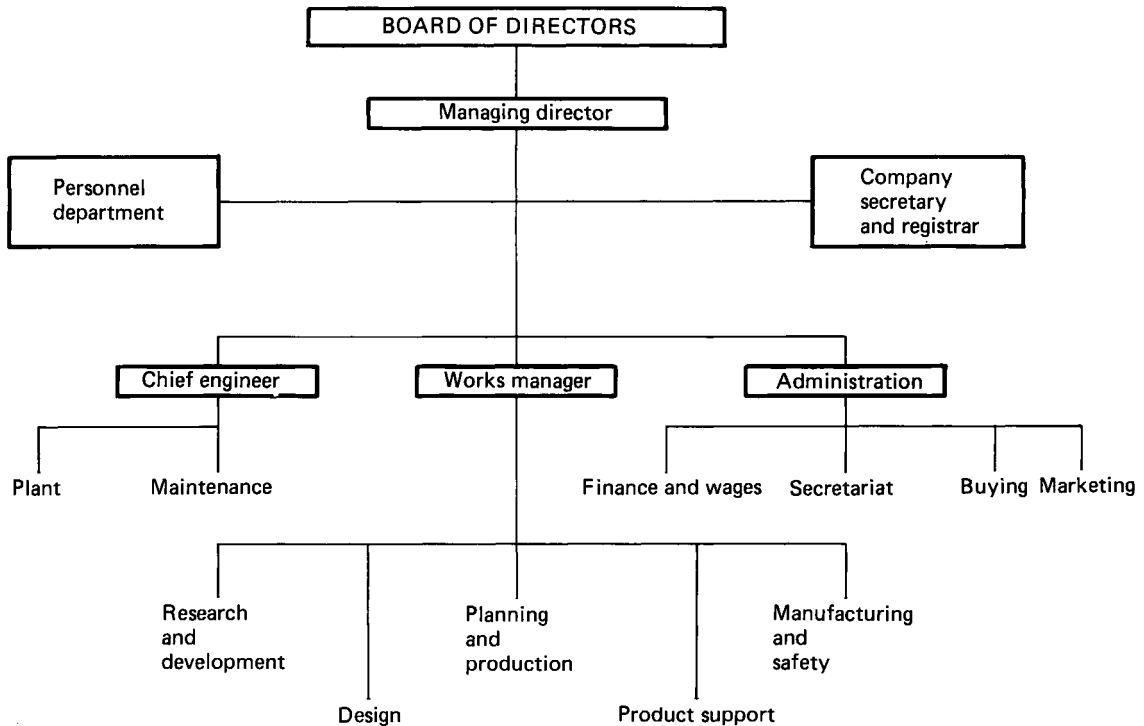 BOARD OF DIRECTORS
Managing director
Personnel
department
Company
secretary
and registrar
Chief engineer
Works manager
Administration
Plant
Maintenance
Finance and wages
Secretariat
Buying
Marketing
Research
and
development
Planning
and
production
Manufacturing
and
safety
Design
Product support